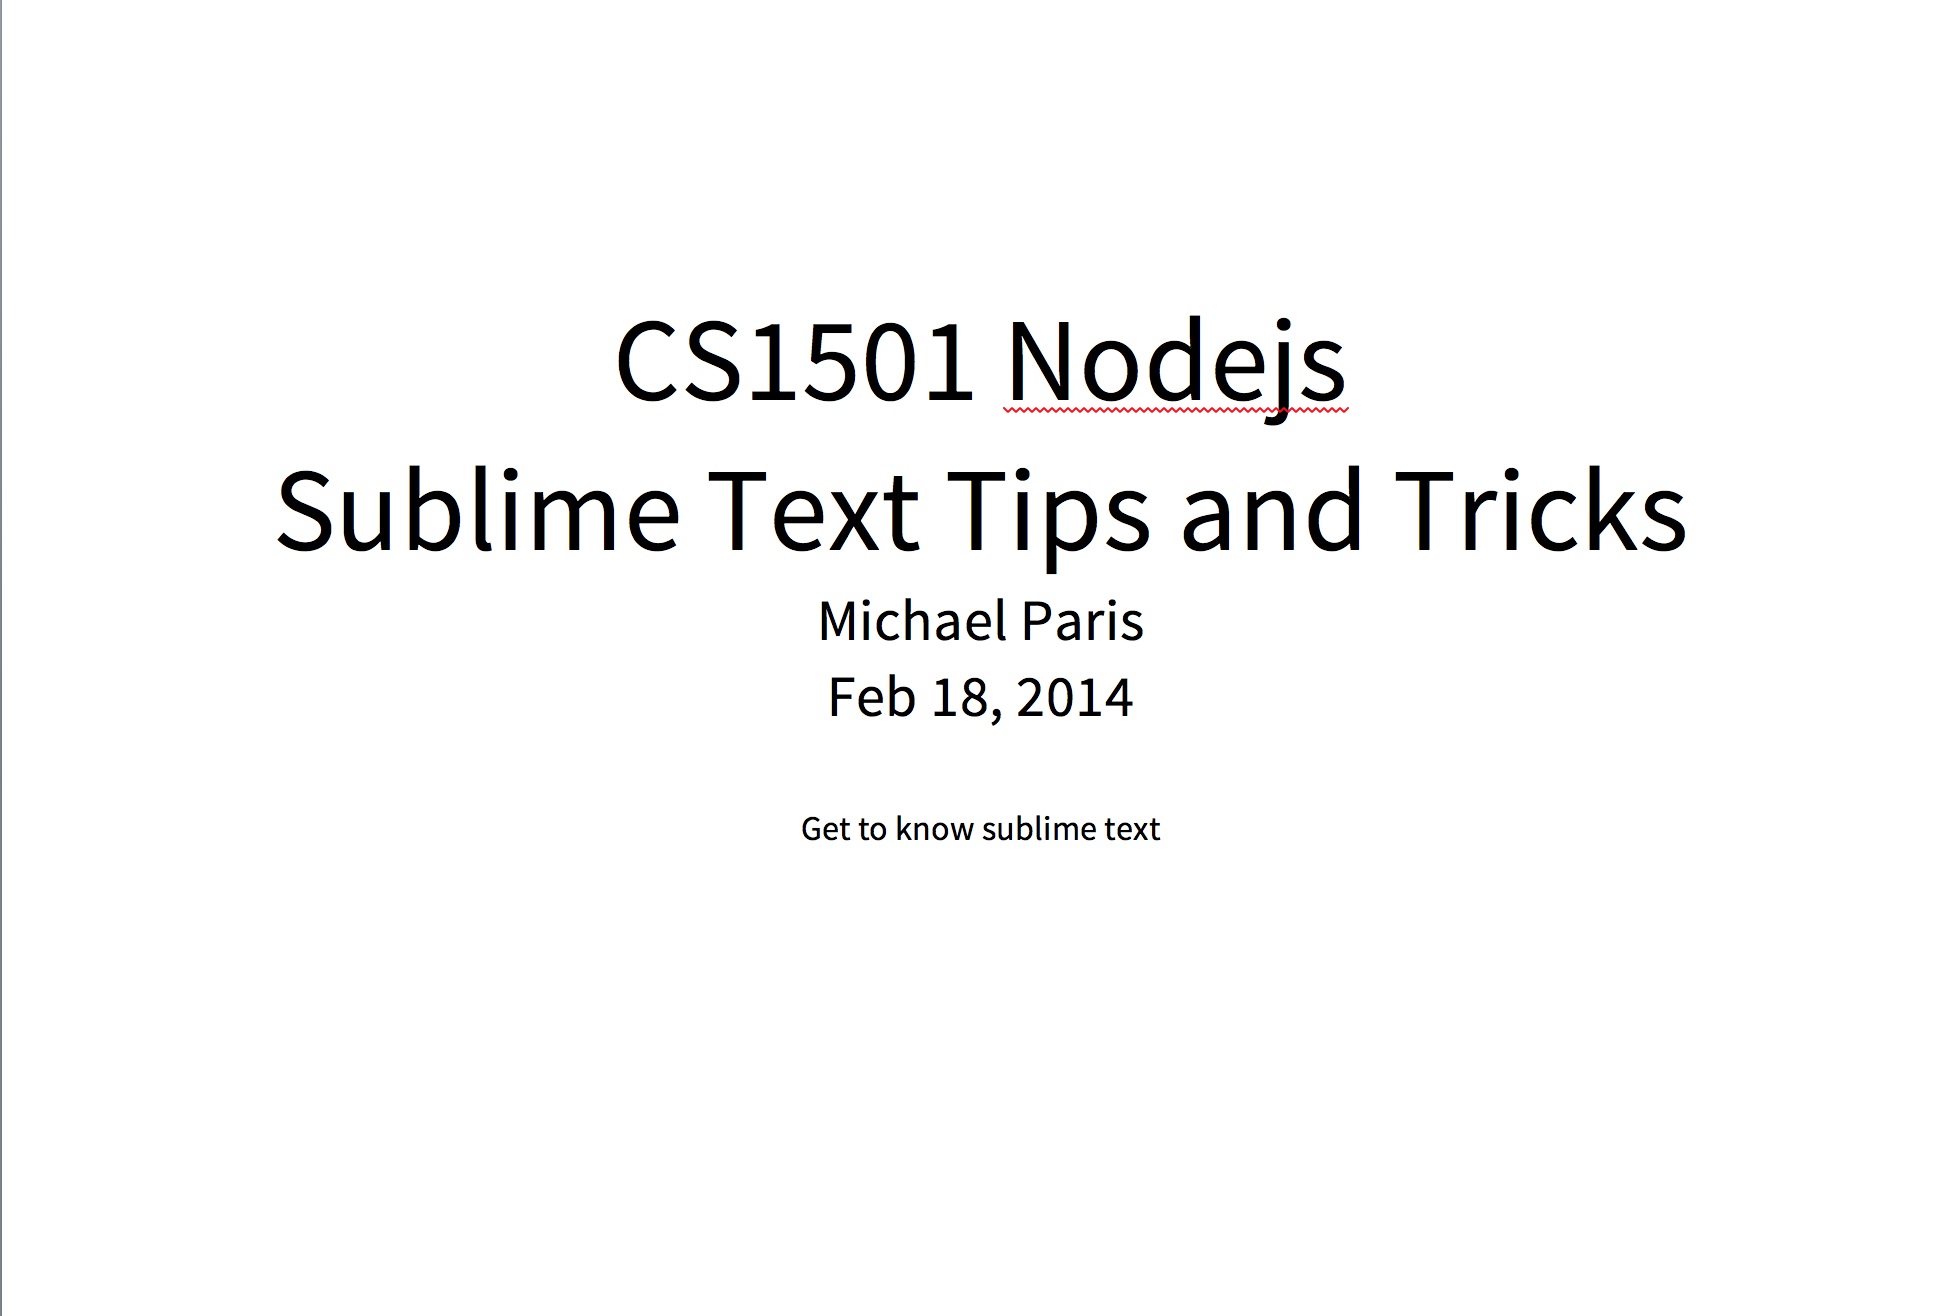 CS1501 Nodejs
Sublime Text Tips and Tricks
Michael Paris
Feb 18, 2014
Get to know sublime text